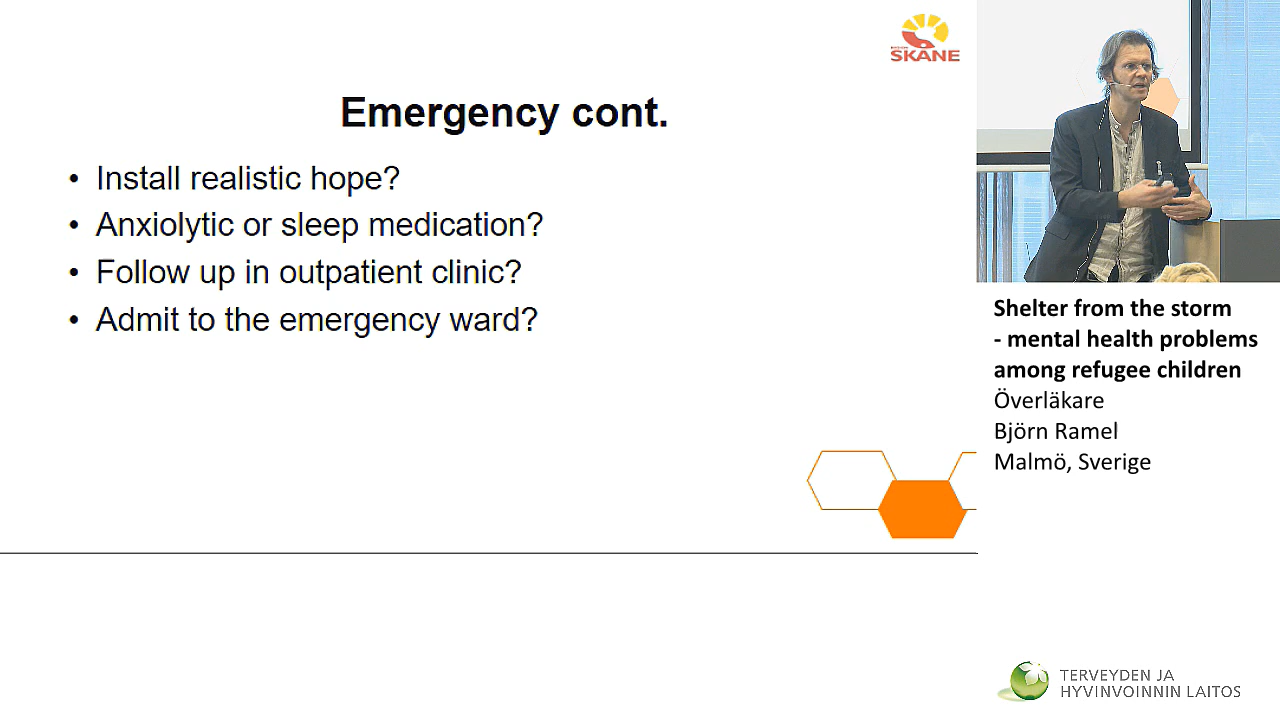 SKÅNE
Emergency cont.
• Install realistic hope?
• Anxiolytic or sleep medication?
• Follow up in outpatient clinic?
• Admit to the emergency ward?
Shelter from the storm
- mental health problems
among refugee children
Överläkare
Björn Ramel
Malmö, Sverige
TERVEYDEN JA
HYVINVOINNIN LAITOS